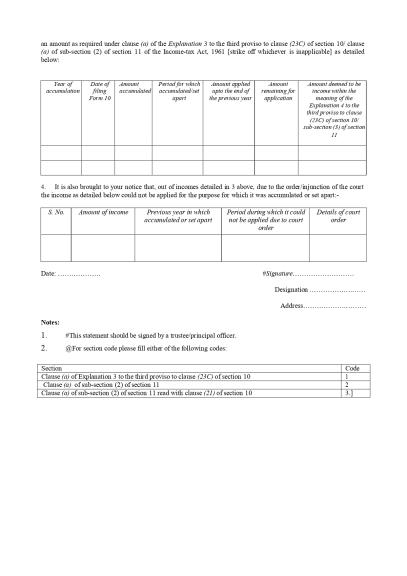 an amount as required under clause (a) of the Explanation 3 to the third proviso to clause (23C) of section 10/ clause
(a) of sub-section (2) of section 11 of the Income-tax Act, 1961 [strike off whichever is inapplicable] as detailed
below:
Year of accumulation
Date of filing Form 10
Amount accumulated
Period for which accumulated/set apart
Amount applied upto the end of the previous year
Amount remaining for application
Amount deemed to be income within the meaning of the Explanation 4 to the third proviso to clause (23C) of section 10/ sub-section (3) of section 11
4. It is also brought to your notice that, out of incomes detailed in 3 above, due to the order/injunction of the court
the income as detailed below could not be applied for the purpose for which it was accumulated or set apart:-
S. No.
Amount of income
Previous year in which accumulated or set apart
Period during which it could not be applied due to court order
Details of court order
Date: ………………
#Signature………………………
Designation ……………………
Address………………………
Notes:
1. #This statement should be signed by a trustee/principal officer.
2. @For section code please fill either of the following codes:
Section Code
Clause (a) of Explanation 3 to the third proviso to clause (23C) of section 10 1
Clause (a) of sub-section (2) of section 11 2
Clause (a) of sub-section (2) of section 11 read with clause (21) of section 10 3.]